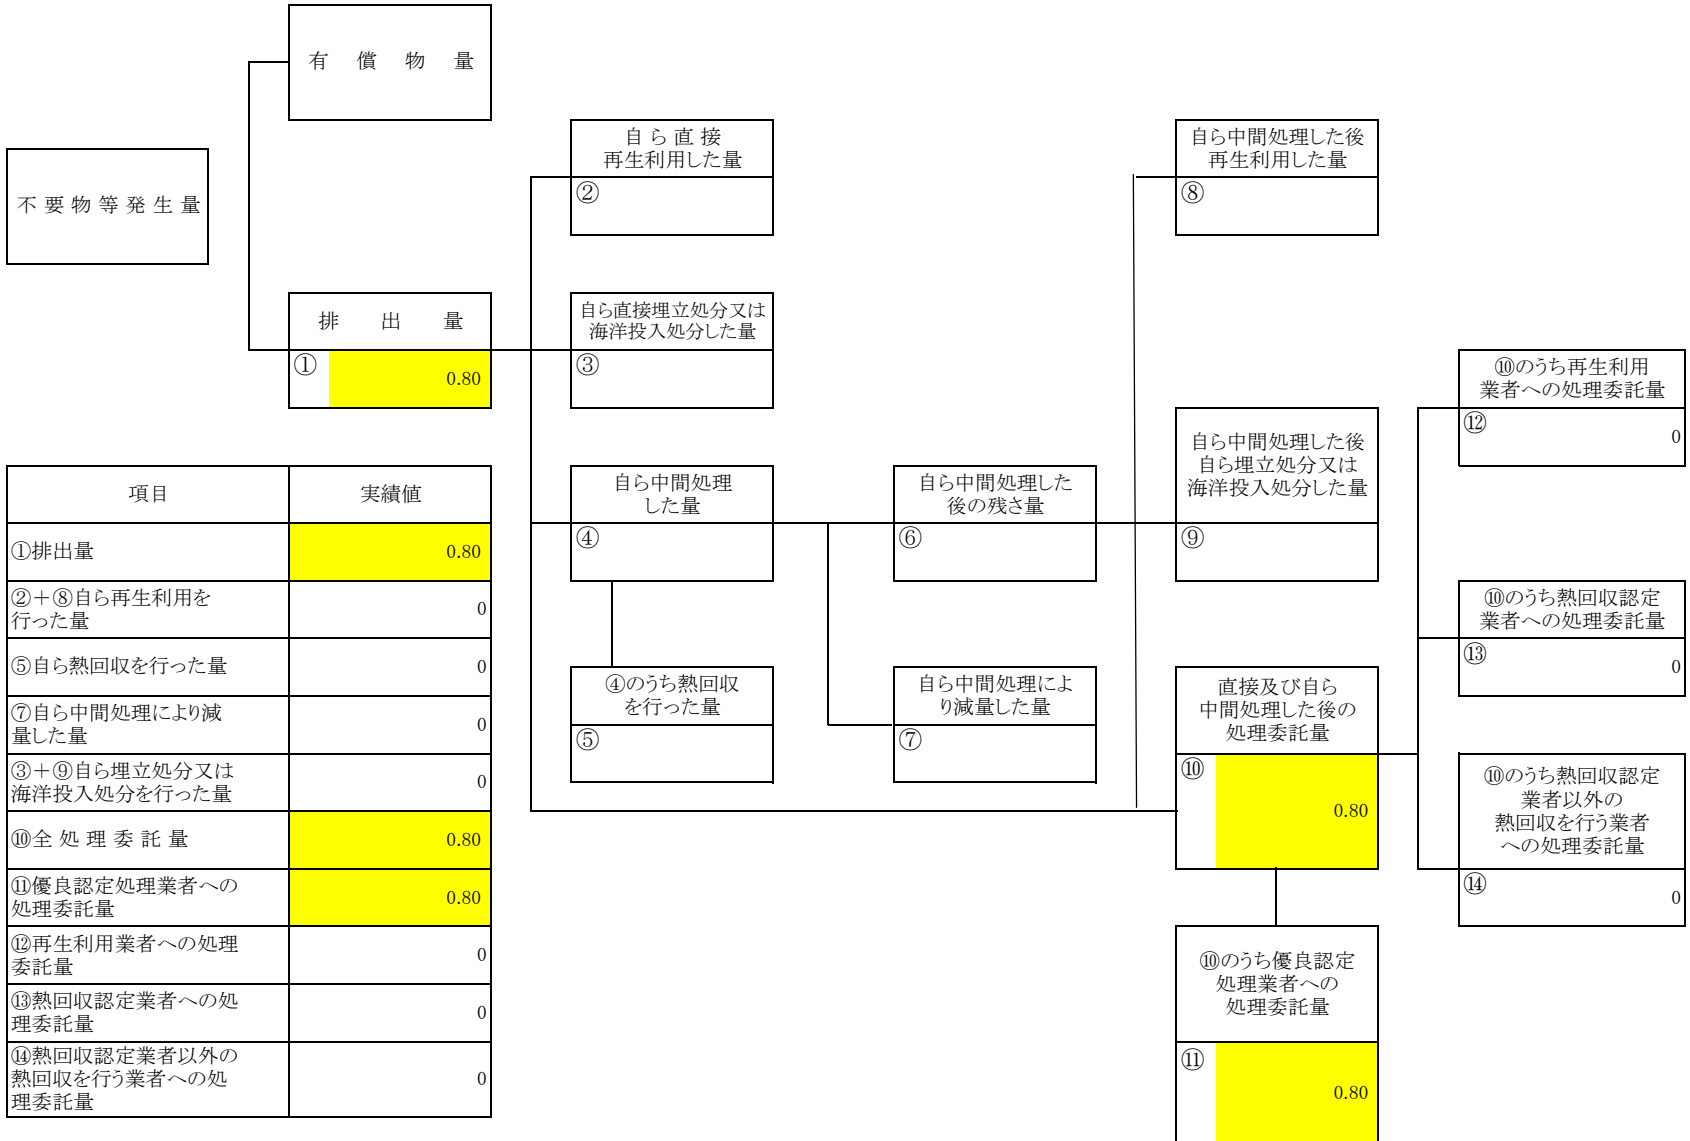 有 償 物 量
不 要 物 等 発 生 量
排 出 量
①
0.80
自 ら 直 接
再生利用した量
②
自ら直接埋立処分又は
海洋投入処分した量
③
自ら中間処理
した量
④
④のうち熱回収
を行った量
⑤
自ら中間処理した
後の残さ量
⑥
自ら中間処理によ
り減量した量
⑦
自ら中間処理した後
再生利用した量
⑧
自ら中間処理した後
自ら埋立処分又は
海洋投入処分した量
⑨
直接及び自ら
中間処理した後の
処理委託量
⑩
0.80
⑩のうち優良認定
処理業者への
処理委託量
⑪
0.80
⑩のうち再生利用
業者への処理委託量
⑫
0
⑩のうち熱回収認定
業者への処理委託量
⑬
0
⑩のうち熱回収認定
業者以外の
熱回収を行う業者
への処理委託量
⑭
0
項目 実績値
①排出量 0.80
②＋⑧自ら再生利用を
行った量
0
⑤自ら熱回収を行った量 0
⑦自ら中間処理により減
量した量
0
③＋⑨自ら埋立処分又は
海洋投入処分を行った量
0
⑩全 処 理 委 託 量 0.80
⑪優良認定処理業者への
処理委託量
0.80
⑫再生利用業者への処理
委託量
0
⑬熱回収認定業者への処
理委託量
0
⑭熱回収認定業者以外の
熱回収を行う業者への処
理委託量
0